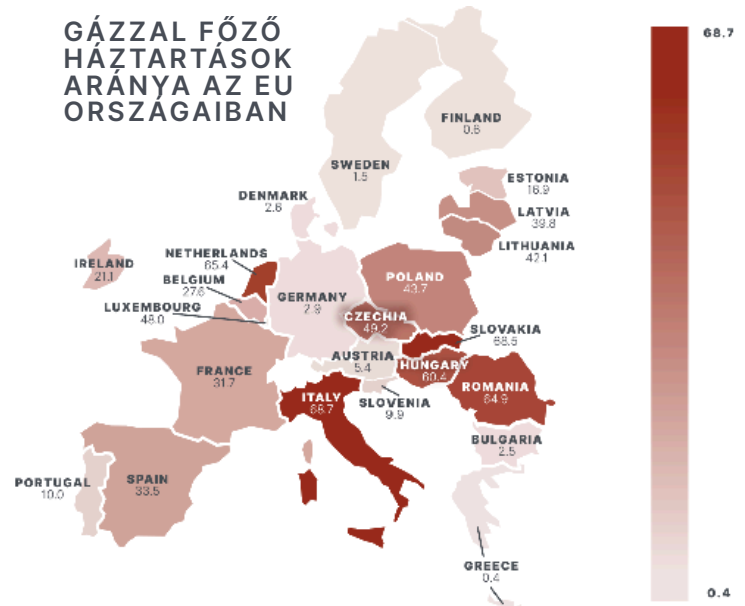 GÁZZAL FŐZŐ
HÁZTARTÁSOK
ARÁNYA AZ EU
ORSZÁGAIBAN
68.7
FINLAND
0.6
SWEDEN
1.5
ESTONIA
16.9
DENMARK
2.6
LATVIA
39.8
LITHUANIA
42.1
NETHERLANDS
65.4
IRELAND
21.1
BELGIUM
27.6
POLAND
43.7
GERMANY
2.9
LUXEMBOURG
48.0
CZECHIA
49.2
SLOVAKIA
68.5
AUSTRIA
5.4
HUNGARY
60.4
FRANCE
31.7
ROMANIA
64.9
ITALY
68.7
SLOVENIA
9.9
BULGARIA
2.5
PORTUGAL
10.0
SPAIN
33.5
GREECE
0.4
0.4